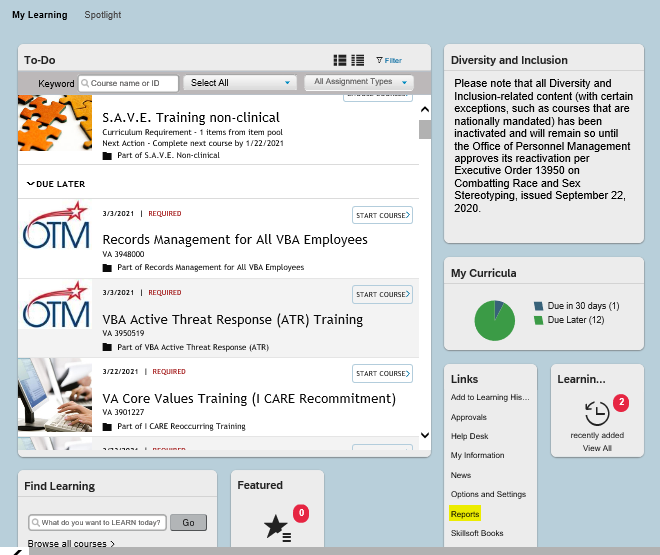 My Learning
Spotlight
To-Do
Filter
Keyword
Course name or ID
Select All
All Assignment Types
S.A.V.E. Training non-clinical
Curriculum Requirement - 1 items from item pool
Next Action - Complete next course by 1/22/2021
Part of S.A.V.E. Non-clinical
DUE LATER
OTM
3/3/2021 | REQUIRED
START COURSE
Records Management for All VBA Employees
VA 3948000
Part of Records Management for All VBA Employees
OTM
3/3/2021 | REQUIRED
START COURSE
VBA Active Threat Response (ATR) Training
VA 3950519
Part of VBA Active Threat Response (ATR)
3/22/2021 | REQUIRED
START COURSE
VA Core Values Training (I CARE Recommitment)
VA 3901227
Part of I CARE Reoccurring Training
Diversity and Inclusion
Please note that all Diversity and
Inclusion-related content (with certain
exceptions, such as courses that are
nationally mandated) has been
inactivated and will remain so until
the Office of Personnel Management
approves its reactivation per
Executive Order 13950 on
Combatting Race and Sex
Stereotyping, issued September 22,
2020.
My Curricula
Due in 30 days (1)
Due Later (12)
Links
Add to Learning His...
Approvals
Help Desk
My Information
News
Options and Settings
Reports
Skillsoft Books
Learnin...
2
recently added
View All
Find Learning
What do you want to LEARN today?
Go
Browse all courses >
Featured
0